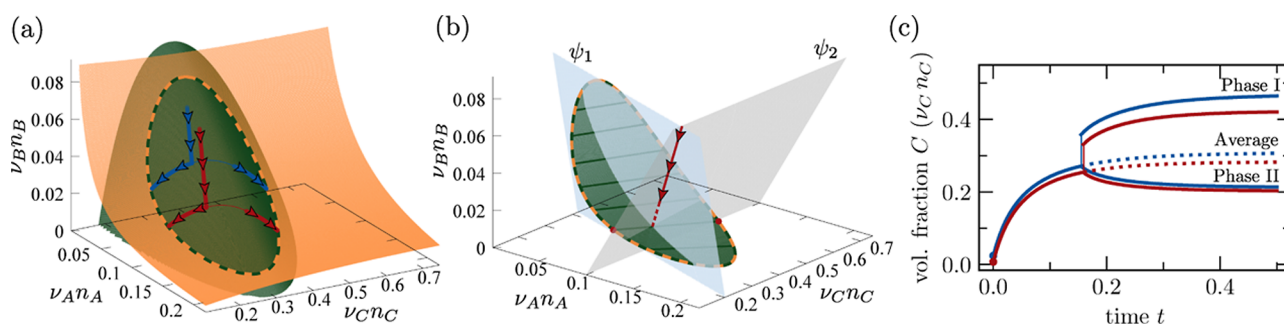 (a)
0.08
0.06
0.04
0.02
0
ν_B n_B
0.05
0.1
0.15
0.2
ν_A n_A
0.2
0.3
0.4
0.5
0.6
0.7
ν_C n_C
(b)
ψ₁
ψ₂
0.08
0.06
0.04
0.02
0
ν_B n_B
0.05
0.1
0.15
0.2
ν_A n_A
0.2
0.3
0.4
0.5
0.6
0.7
ν_C n_C
(c)
vol. fraction C (ν_C n_C)
0.4
0.2
0.0
Phase I
Average
Phase II
0.0
0.2
0.4
time t